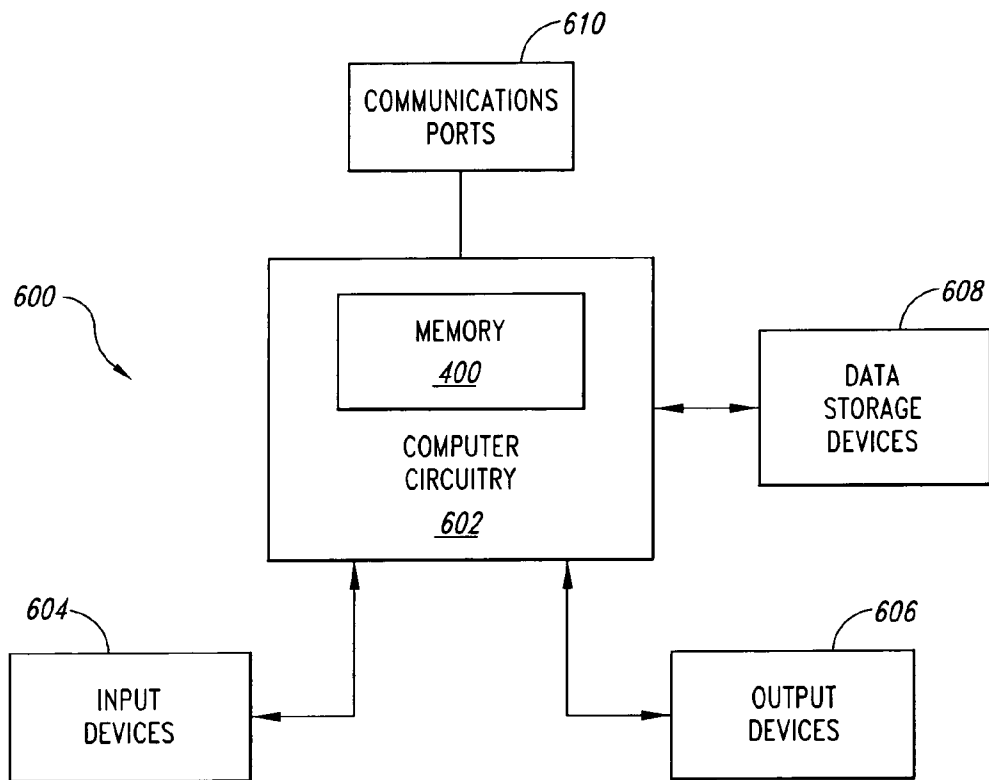 610
COMMUNICATIONS
PORTS
600
MEMORY
400
COMPUTER
CIRCUITRY
602
608
DATA
STORAGE
DEVICES
604
INPUT
DEVICES
606
OUTPUT
DEVICES